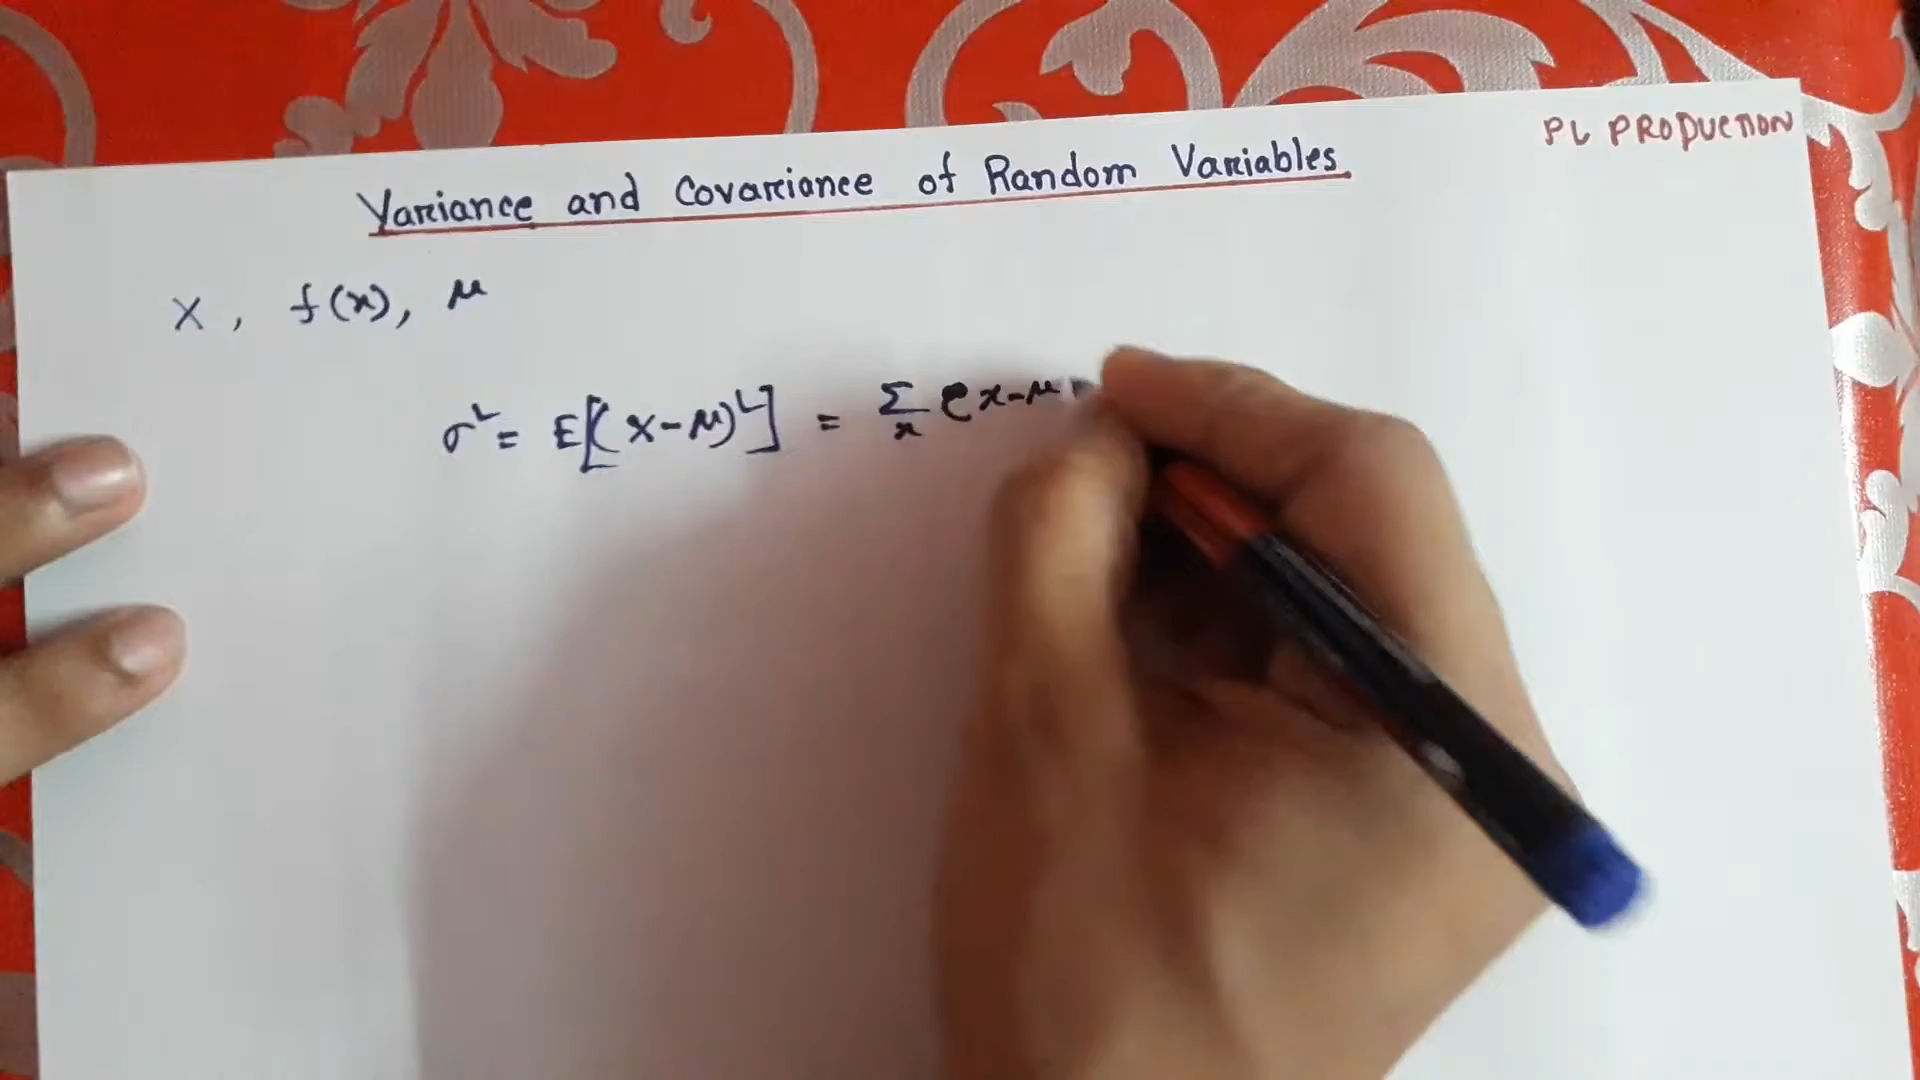 PL PRODUCTION
Variance and Covariance of Random Variables.
X, f(x), μ
σ² = E[(X-μ)²] = Σₓ (x-μ